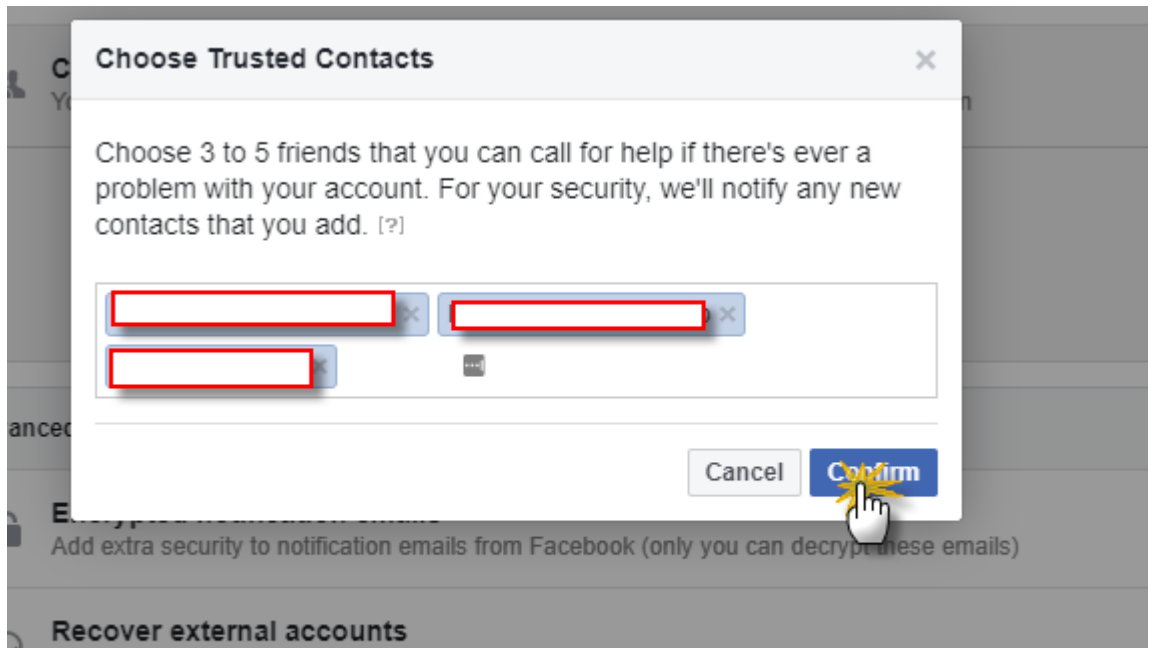 Choose Trusted Contacts
Choose 3 to 5 friends that you can call for help if there's ever a
problem with your account. For your security, we'll notify any new
contacts that you add. [?]
Cancel
Confirm
Add extra security to notification emails from Facebook (only you can decrypt these emails)
Recover external accounts